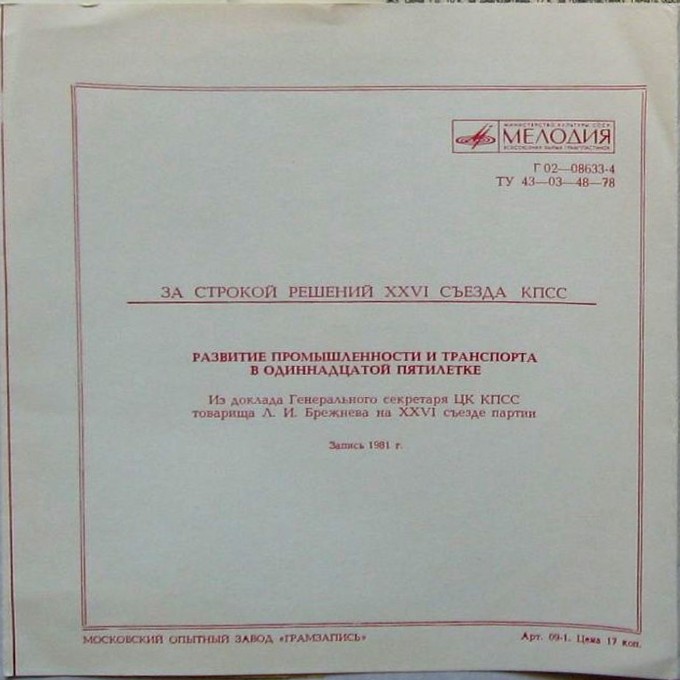 МИНИСТЕРСТВО КУЛЬТУРЫ СССР
МЕЛОДИЯ
ВСЕСОЮЗНАЯ ФИРМА ГРАМПЛАСТИНОК
Г 02—08633-4
ТУ 43—03—48—78
ЗА СТРОКОЙ РЕШЕНИЙ XXVI СЪЕЗДА КПСС
РАЗВИТИЕ ПРОМЫШЛЕННОСТИ И ТРАНСПОРТА
В ОДИННАДЦАТОЙ ПЯТИЛЕТКЕ
Из доклада Генерального секретаря ЦК КПСС
товарища Л. И. Брежнева на XXVI съезде партии
Запись 1981 г.
МОСКОВСКИЙ ОПЫТНЫЙ ЗАВОД «ГРАМЗАПИСЬ»
Арт. 09-1. Цена 17 коп.